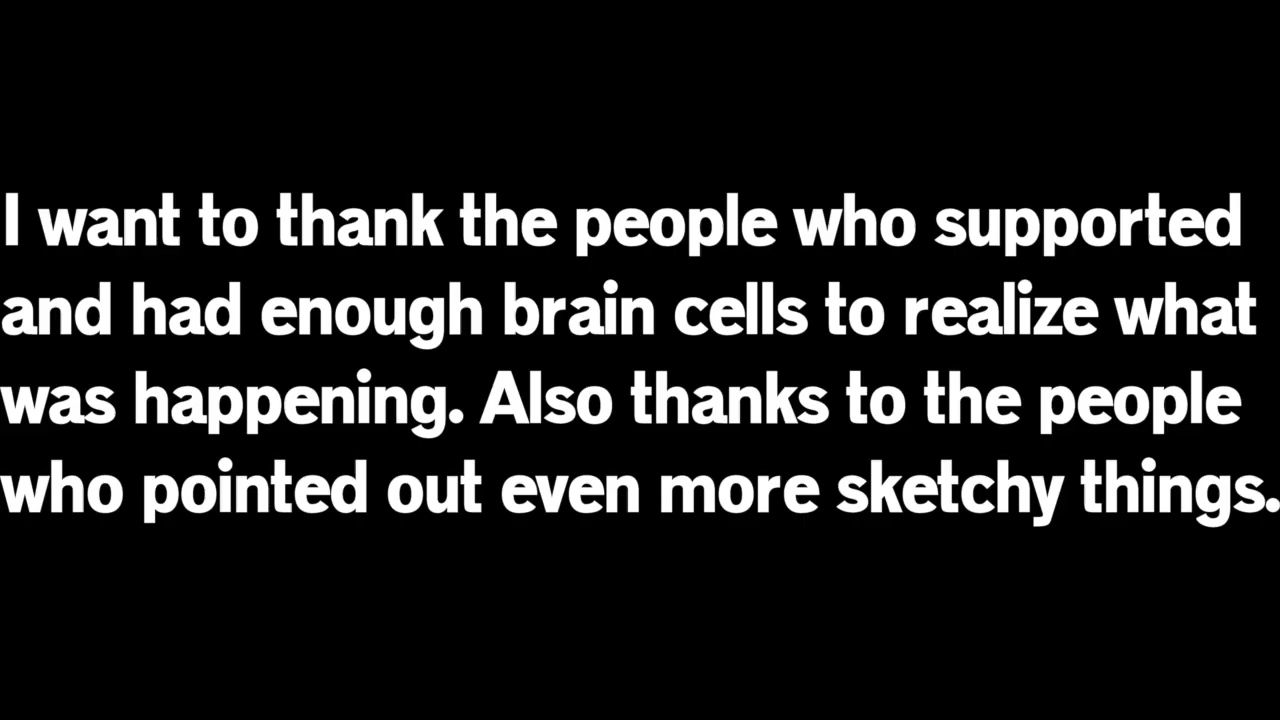 I want to thank the people who supported
and had enough brain cells to realize what
was happening. Also thanks to the people
who pointed out even more sketchy things.